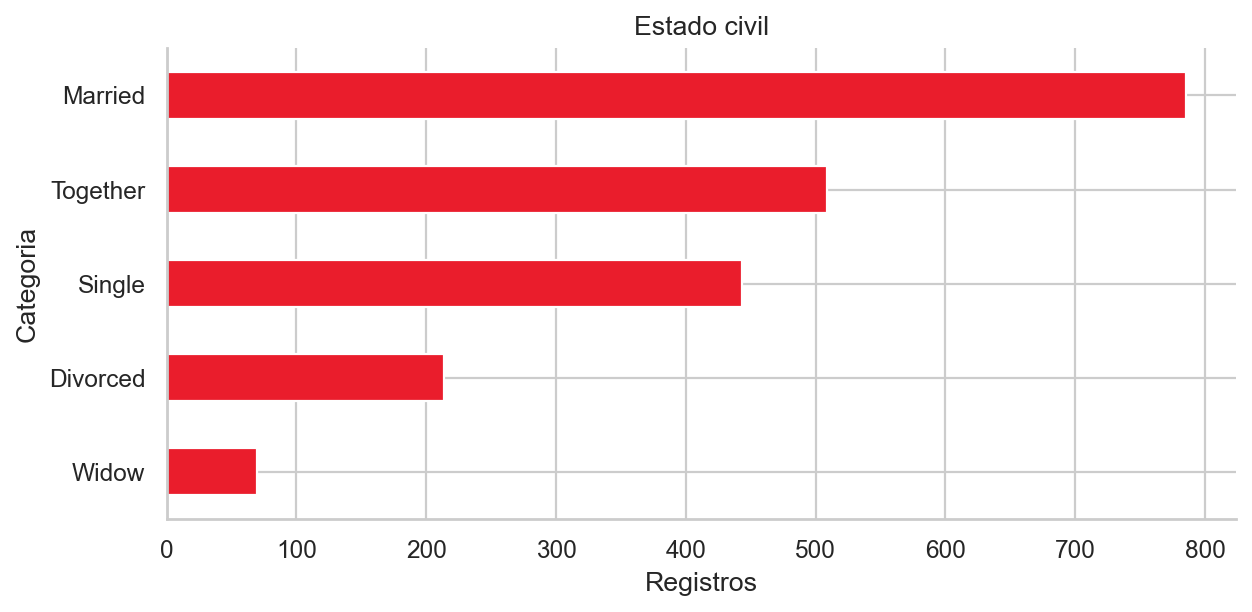 Estado civil
Categoria
Married
Together
Single
Divorced
Widow
0 100 200 300 400 500 600 700 800
Registros